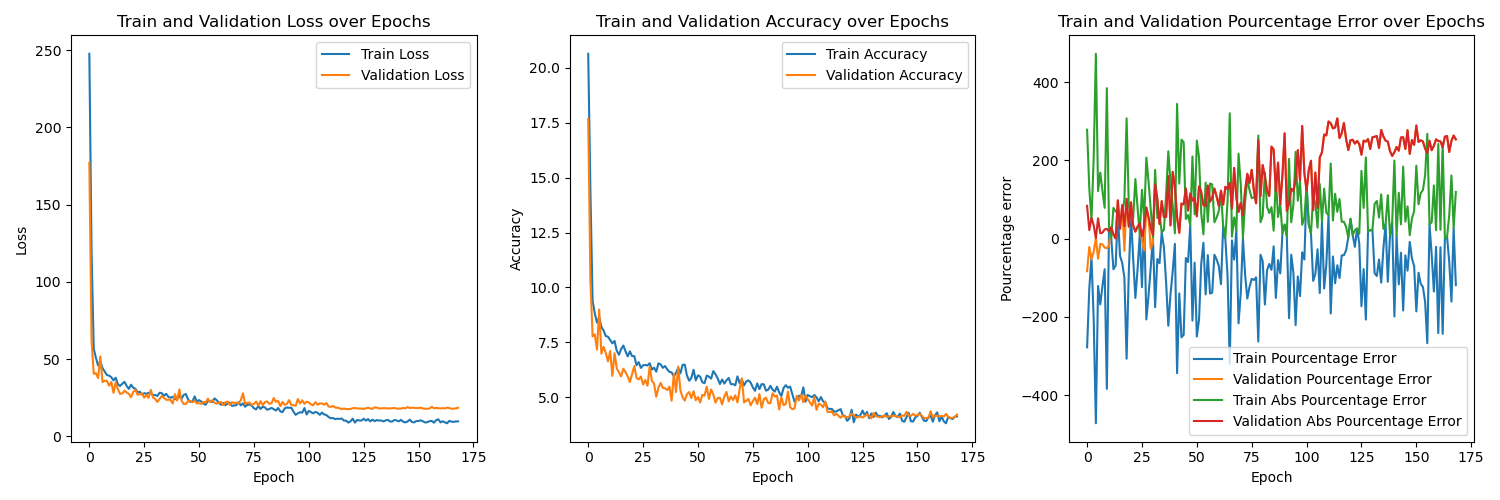 Train and Validation Loss over Epochs
250
200
150
100
50
0
Loss
0 25 50 75 100 125 150 175
Epoch
Train Loss
Validation Loss
Train and Validation Accuracy over Epochs
20.0
17.5
15.0
12.5
10.0
7.5
5.0
Accuracy
0 25 50 75 100 125 150 175
Epoch
Train Accuracy
Validation Accuracy
Train and Validation Pourcentage Error over Epochs
400
200
0
−200
−400
Pourcentage error
0 25 50 75 100 125 150 175
Epoch
Train Pourcentage Error
Validation Pourcentage Error
Train Abs Pourcentage Error
Validation Abs Pourcentage Error